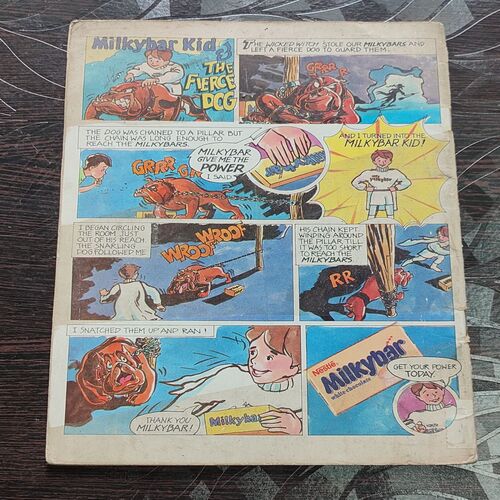 Milkybar Kid
THE
FIERCE
DOG
THE WICKED WITCH STOLE OUR MILKYBARS AND
LEFT A FIERCE DOG TO GUARD THEM.
GRRR R
THE DOG WAS CHAINED TO A PILLAR BUT
THE CHAIN WAS LONG ENOUGH TO
REACH THE MILKYBARS.
GRRR GR
MILKYBAR
GIVE ME THE
POWER
I SAID
AND I TURNED INTO THE
MILKYBAR KID!
I BEGAN CIRCLING
THE ROOM JUST
OUT OF HIS REACH.
THE SNARLING
DOG FOLLOWED ME
WROOF
WROOF
HIS CHAIN KEPT
WINDING AROUND
THE PILLAR TILL
IT WAS TOO SHORT
TO REACH THE
MILKYBARS.
RR
I SNATCHED THEM UP AND RAN!
THANK YOU
MILKYBAR!
Milkybar
Nestlé
Milkybar
white chocolate
GET YOUR POWER
TODAY.